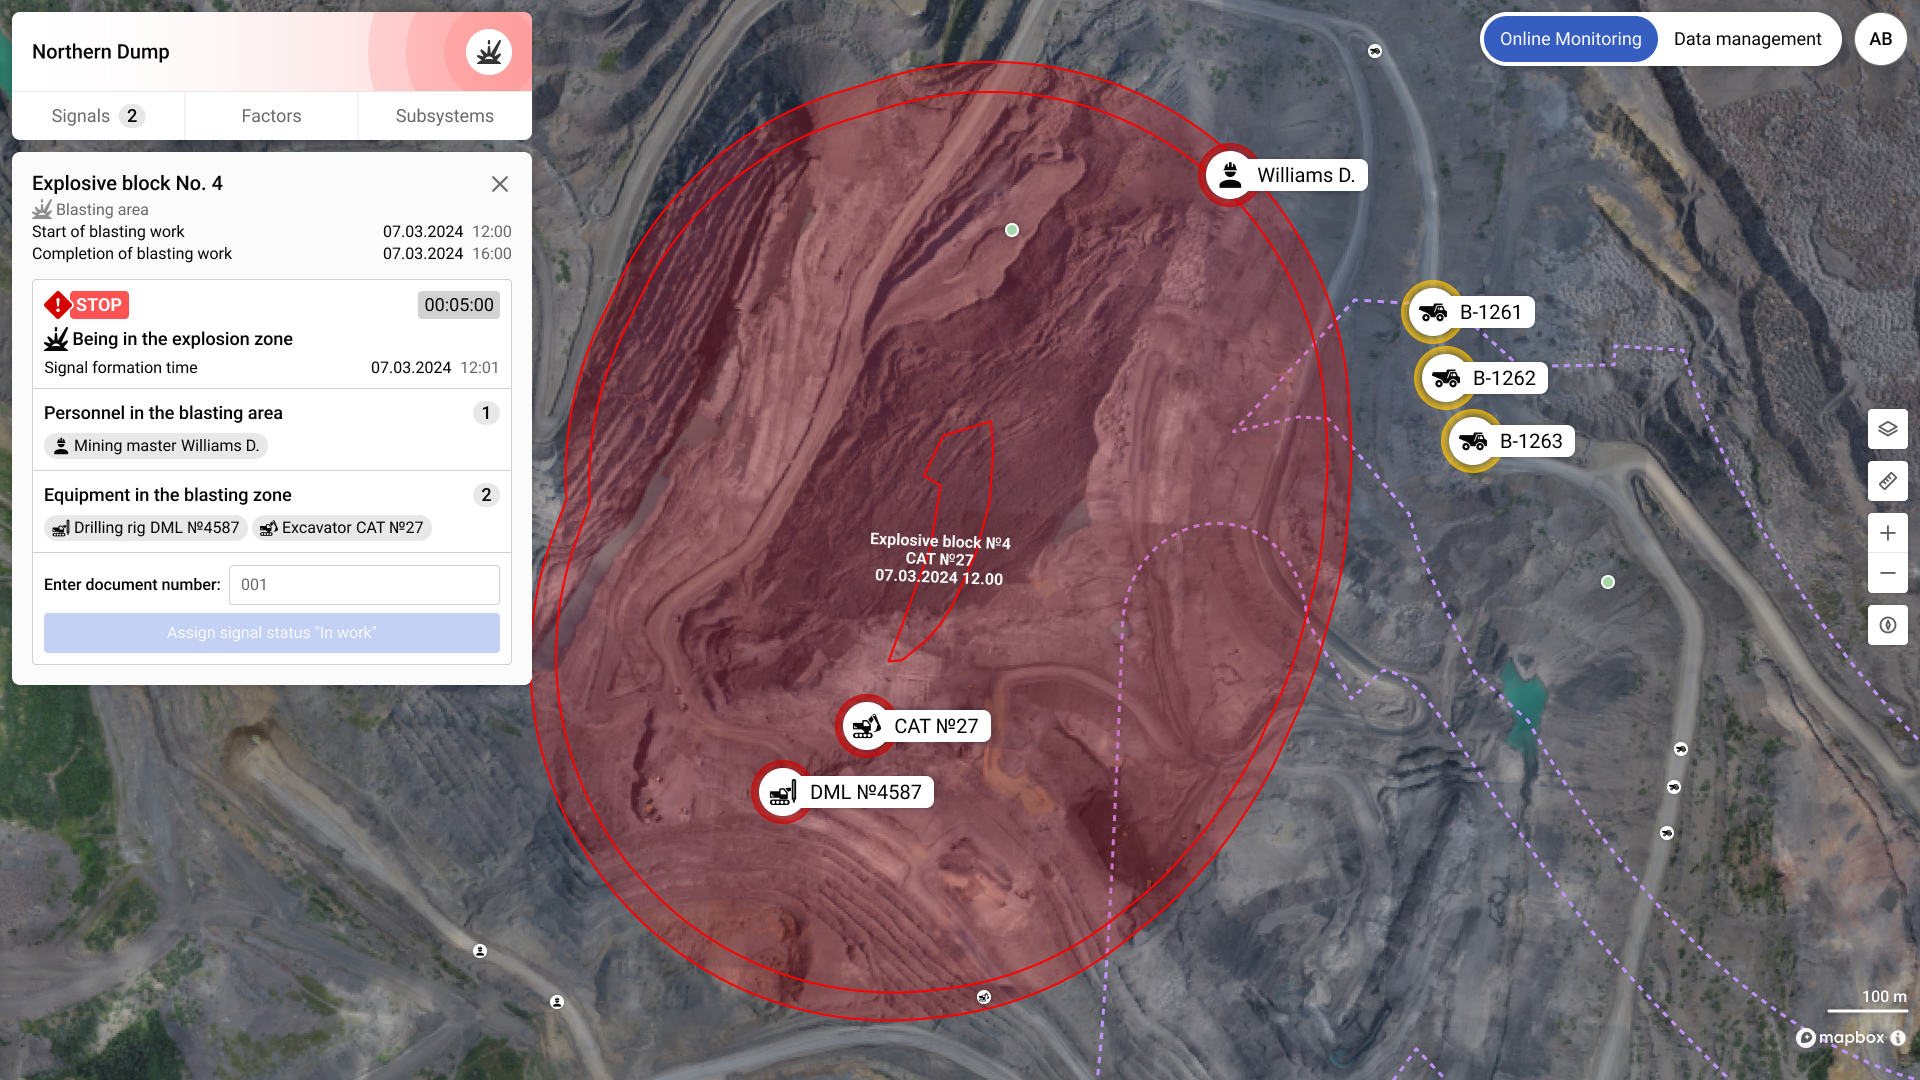 Northern Dump
Signals 2
Factors
Subsystems
Explosive block No. 4
Blasting area
Start of blasting work 07.03.2024 12:00
Completion of blasting work 07.03.2024 16:00
! STOP 00:05:00
Being in the explosion zone
Signal formation time 07.03.2024 12:01
Personnel in the blasting area 1
Mining master Williams D.
Equipment in the blasting zone 2
Drilling rig DML №4587 Excavator CAT №27
Enter document number: 001
Assign signal status "In work"
Online Monitoring
Data management
AB
Williams D.
B-1261
B-1262
B-1263
Explosive block №4
CAT №27
07.03.2024 12.00
CAT №27
DML №4587
100 m
mapbox